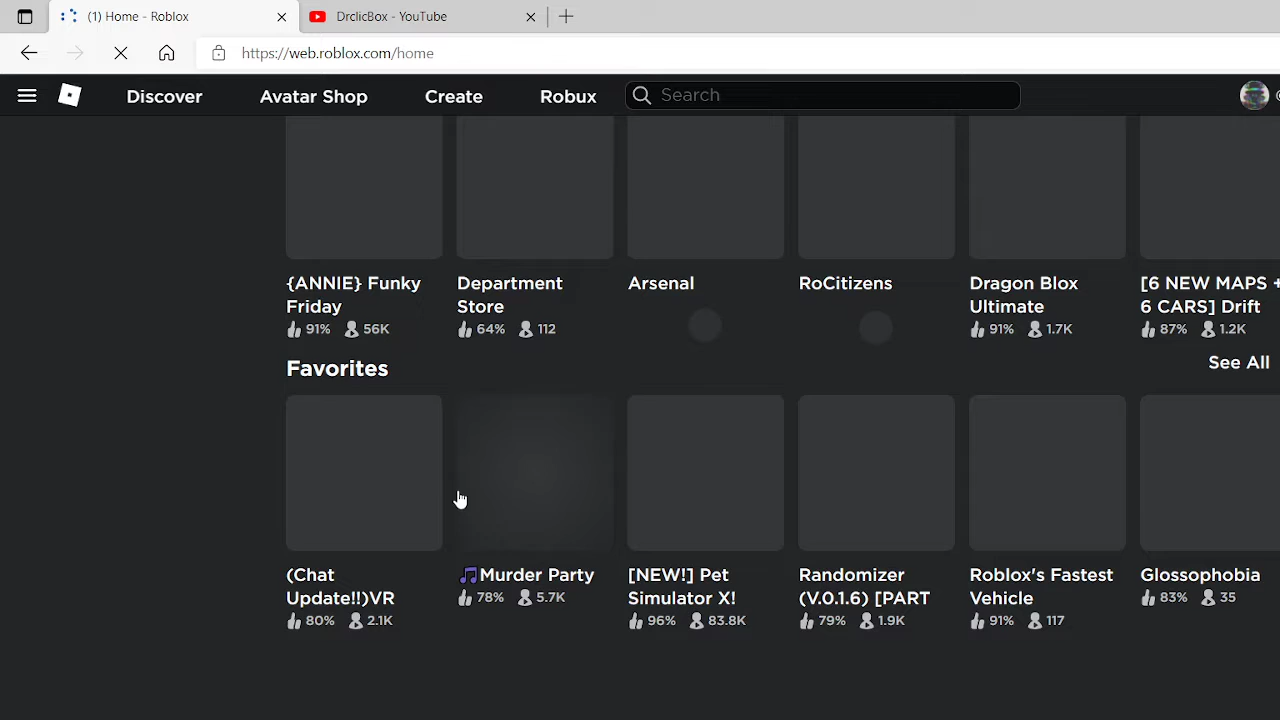 (1) Home - Roblox
DrclicBox - YouTube
https://web.roblox.com/home
Discover
Avatar Shop
Create
Robux
Search
{ANNIE} Funky
Friday
91% 56K
Department
Store
64% 112
Arsenal
RoCitizens
Dragon Blox
Ultimate
91% 1.7K
[6 NEW MAPS +
6 CARS] Drift
87% 1.2K
Favorites
See All
(Chat
Update!!)VR
80% 2.1K
🎵Murder Party
78% 5.7K
[NEW!] Pet
Simulator X!
96% 83.8K
Randomizer
(V.0.1.6) [PART
79% 1.9K
Roblox's Fastest
Vehicle
91% 117
Glossophobia
83% 35